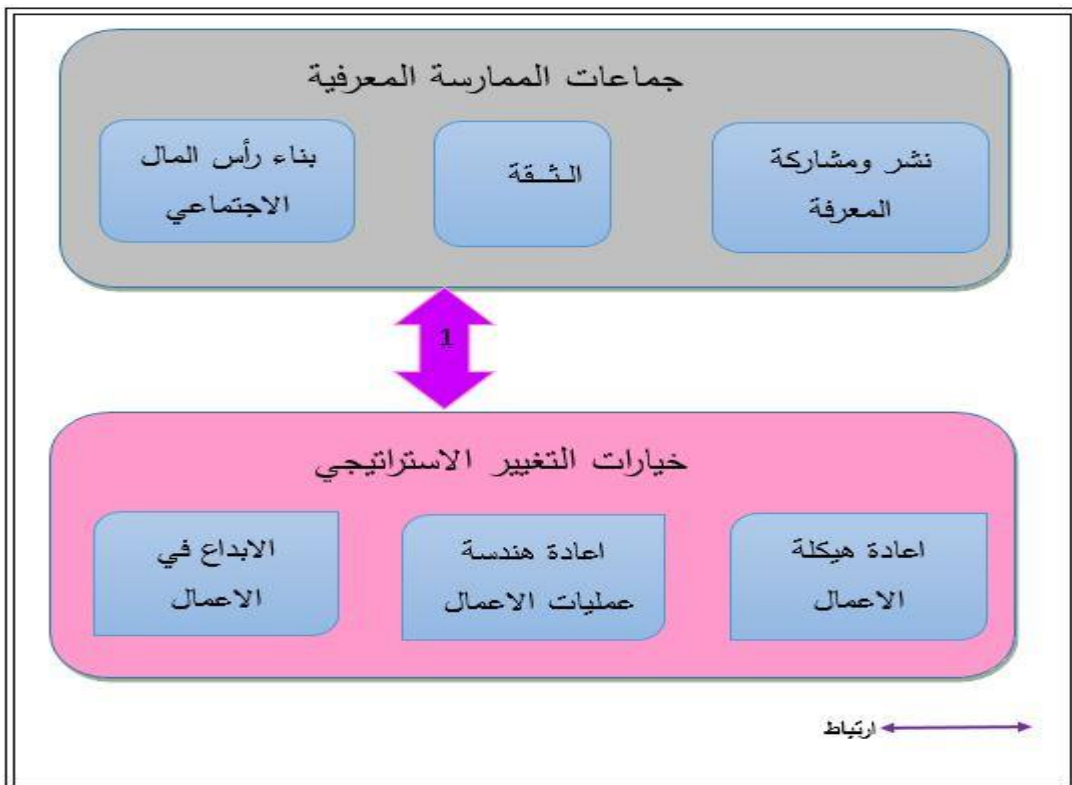 جماعات الممارسة المعرفية
نشر ومشاركة
المعرفة
الثقة
بناء رأس المال
الاجتماعي
1
خيارات التغيير الاستراتيجي
اعادة هيكلة
الاعمال
اعادة هندسة
عمليات الاعمال
الابداع في
الاعمال
ارتباط